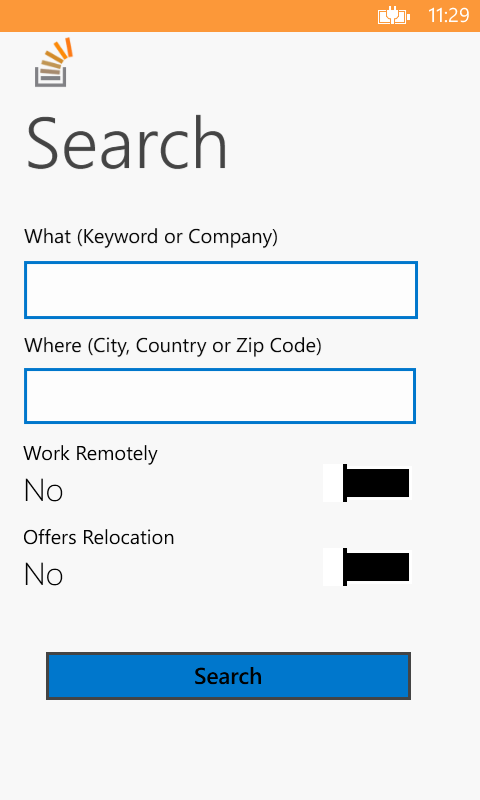 11:29
Search
What (Keyword or Company)
Where (City, Country or Zip Code)
Work Remotely
No
Offers Relocation
No
Search